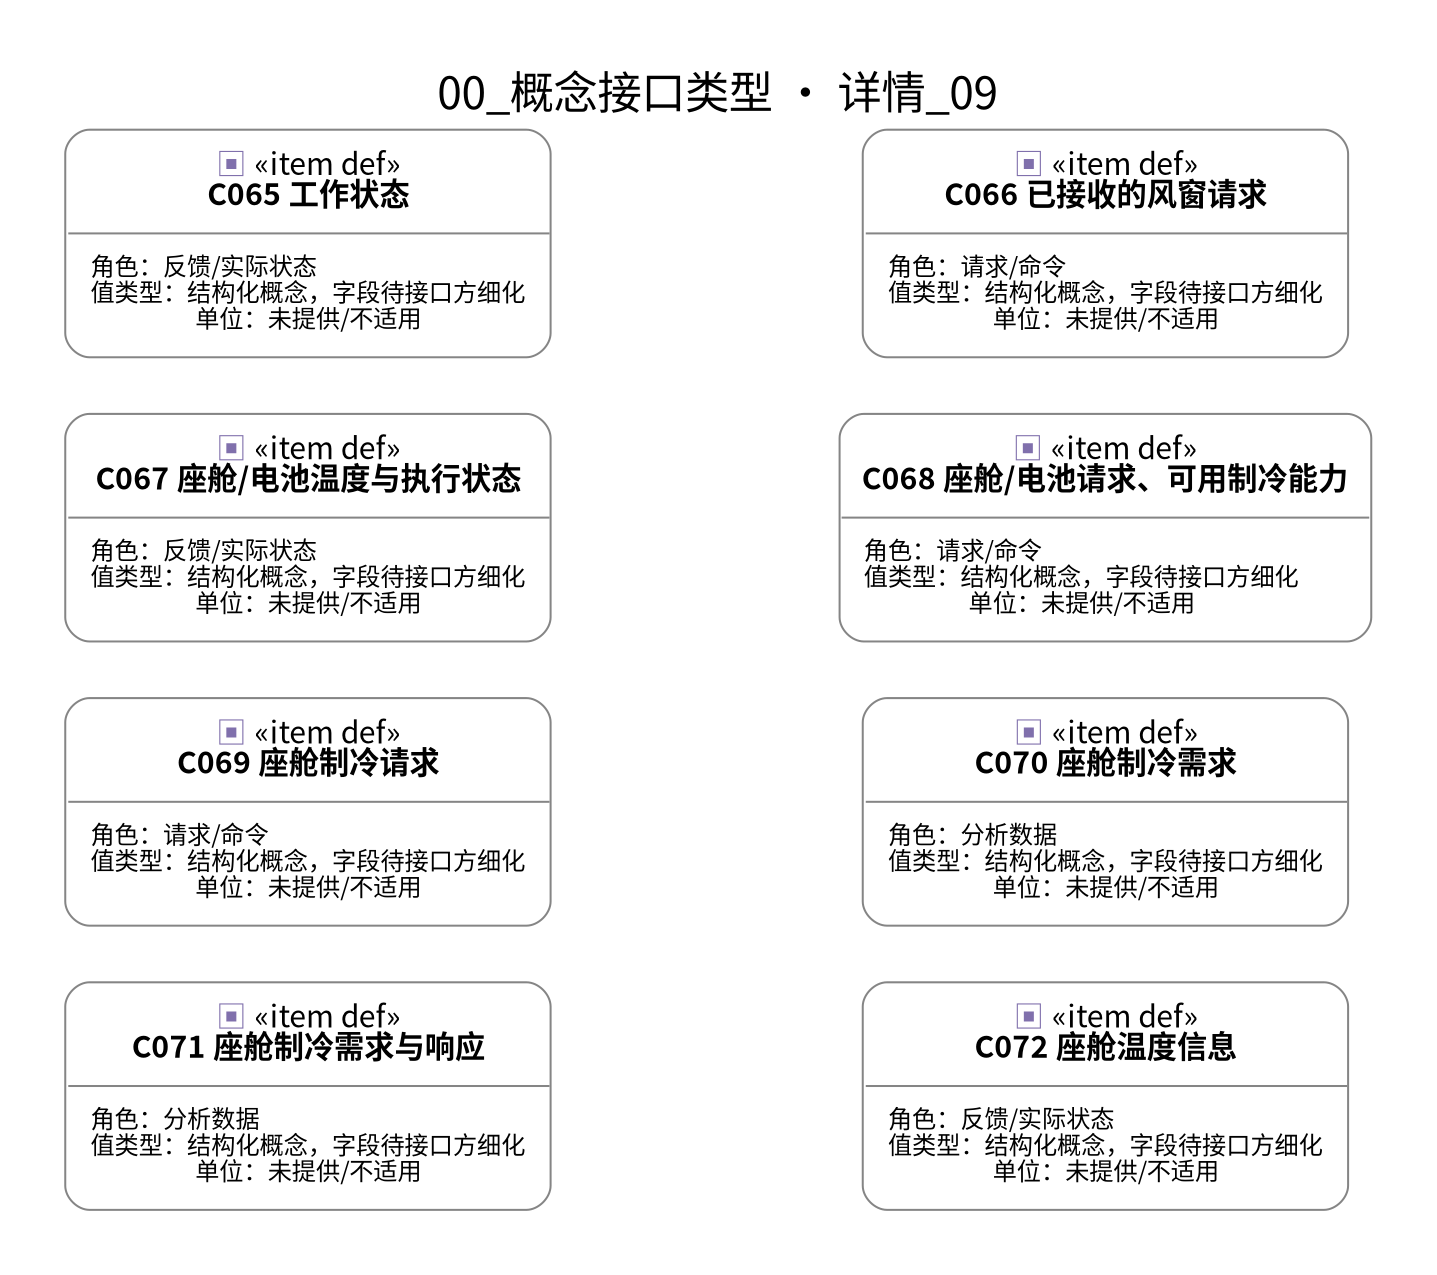 00_概念接口类型 · 详情_09
«item def»
C065 工作状态
角色：反馈/实际状态
值类型：结构化概念，字段待接口方细化
单位：未提供/不适用
«item def»
C066 已接收的风窗请求
角色：请求/命令
值类型：结构化概念，字段待接口方细化
单位：未提供/不适用
«item def»
C067 座舱/电池温度与执行状态
角色：反馈/实际状态
值类型：结构化概念，字段待接口方细化
单位：未提供/不适用
«item def»
C068 座舱/电池请求、可用制冷能力
角色：请求/命令
值类型：结构化概念，字段待接口方细化
单位：未提供/不适用
«item def»
C069 座舱制冷请求
角色：请求/命令
值类型：结构化概念，字段待接口方细化
单位：未提供/不适用
«item def»
C070 座舱制冷需求
角色：分析数据
值类型：结构化概念，字段待接口方细化
单位：未提供/不适用
«item def»
C071 座舱制冷需求与响应
角色：分析数据
值类型：结构化概念，字段待接口方细化
单位：未提供/不适用
«item def»
C072 座舱温度信息
角色：反馈/实际状态
值类型：结构化概念，字段待接口方细化
单位：未提供/不适用